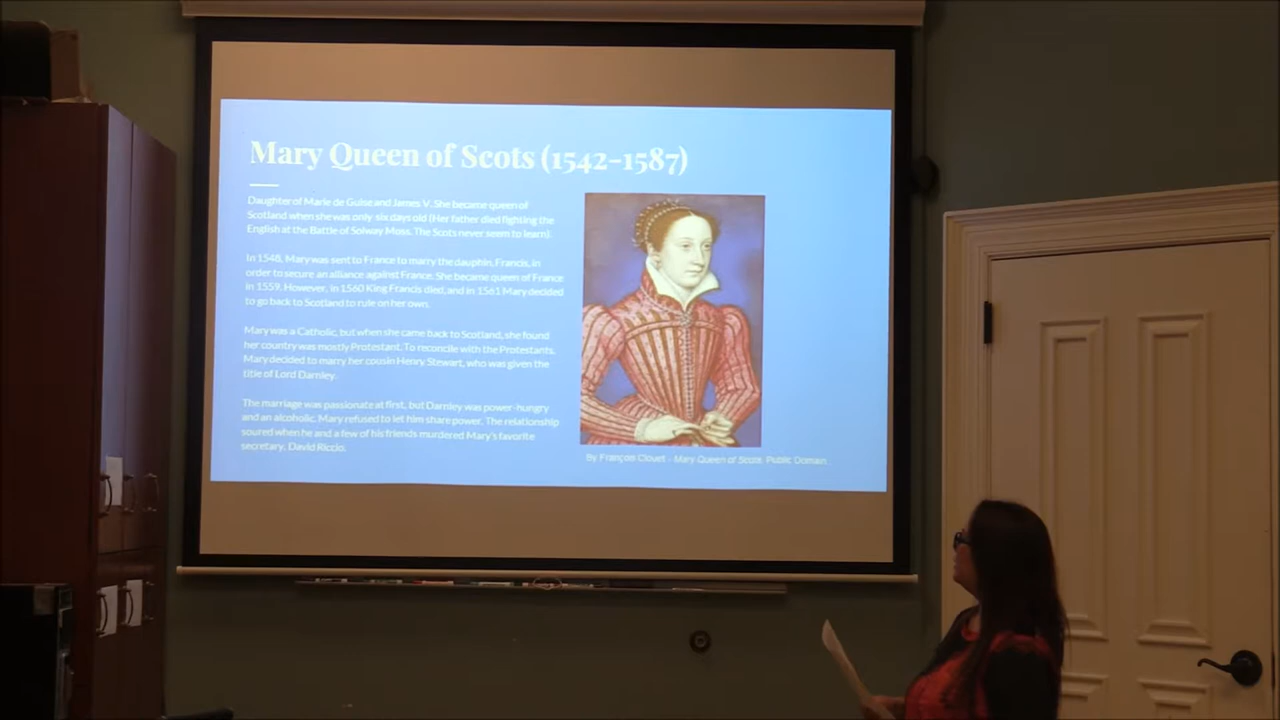 Mary Queen of Scots (1542-1587)
Daughter of Marie de Guise and James V. She became queen of
Scotland when she was only six days old (Her father died fighting the
English at the Battle of Solway Moss. The Scots never seem to learn).
In 1548, Mary was sent to France to marry the dauphin, Francis, in
order to secure an alliance against France. She became queen of France
in 1559. However, in 1560 King Francis died, and in 1561 Mary decided
to go back to Scotland to rule on her own.
Mary was a Catholic, but when she came back to Scotland, she found
her country was mostly Protestant. To reconcile with the Protestants,
Mary decided to marry her cousin Henry Stewart, who was given the
title of Lord Darnley.
The marriage was passionate at first, but Darnley was power-hungry
and an alcoholic. Mary refused to let him share power. The relationship
soured when he and a few of his friends murdered Mary's favorite
secretary, David Riccio.
By François Clouet - Mary Queen of Scots, Public Domain